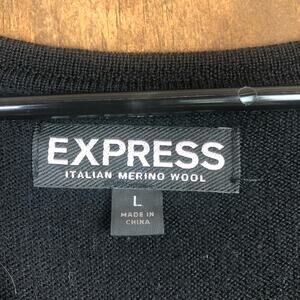 EXPRESS
ITALIAN MERINO WOOL
L
MADE IN
CHINA